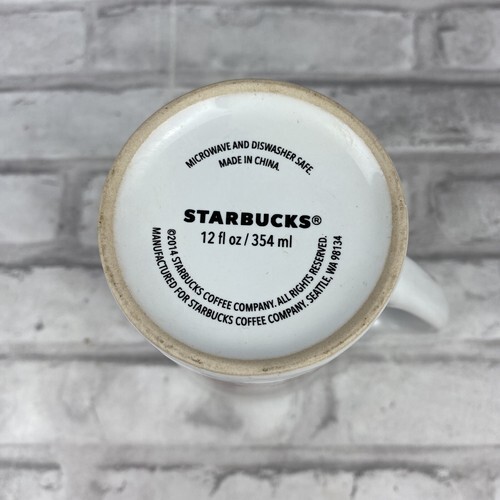 MICROWAVE AND DISWASHER SAFE.
MADE IN CHINA.
STARBUCKS®
12 fl oz / 354 ml
©2014 STARBUCKS COFFEE COMPANY. ALL RIGHTS RESERVED.
MANUFACTURED FOR STARBUCKS COFFEE COMPANY. SEATTLE, WA 98134